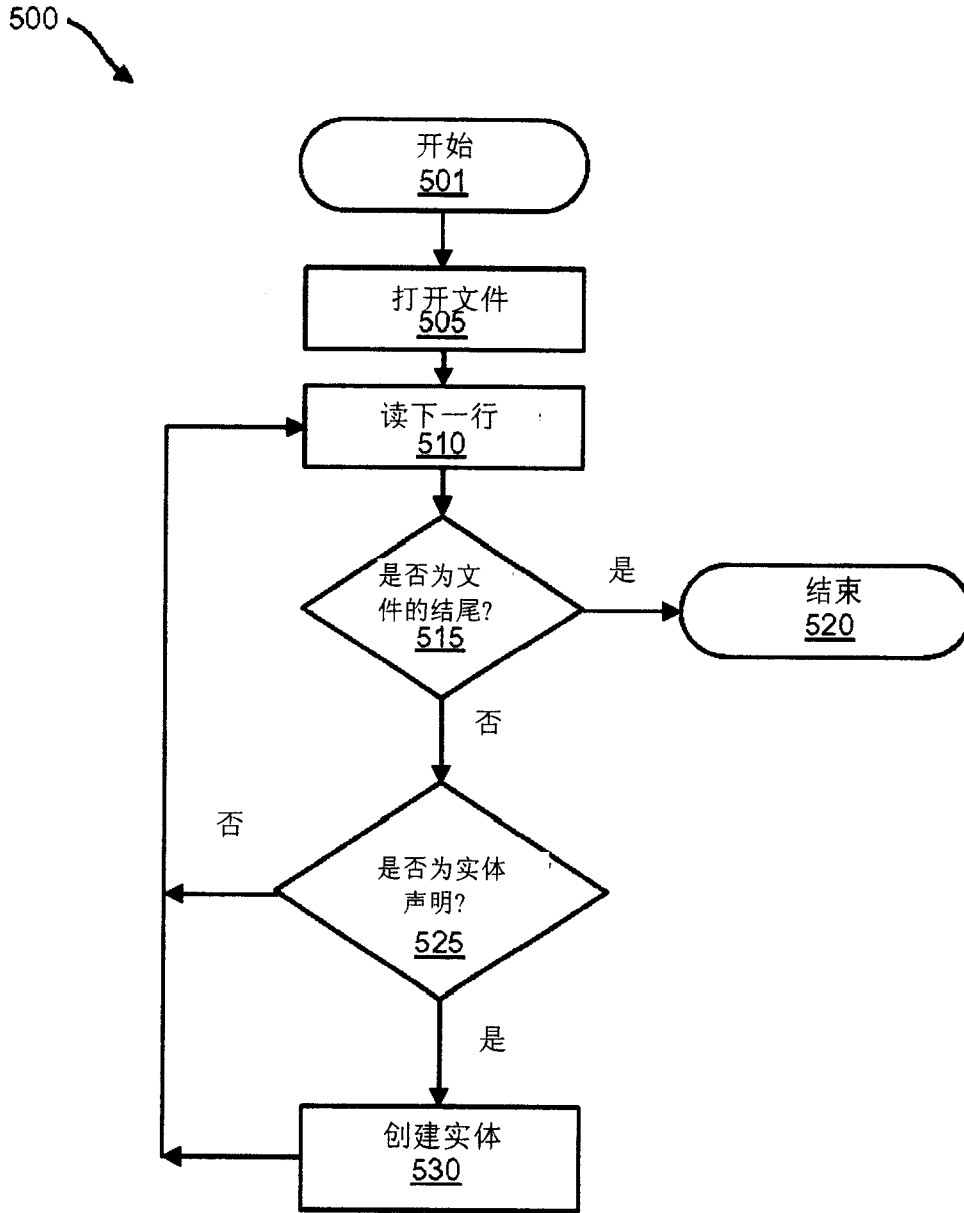 500
开始
501
打开文件
505
读下一行
510
是否为文
件的结尾?
515
是
结束
520
否
否
是否为实体
声明?
525
是
创建实体
530